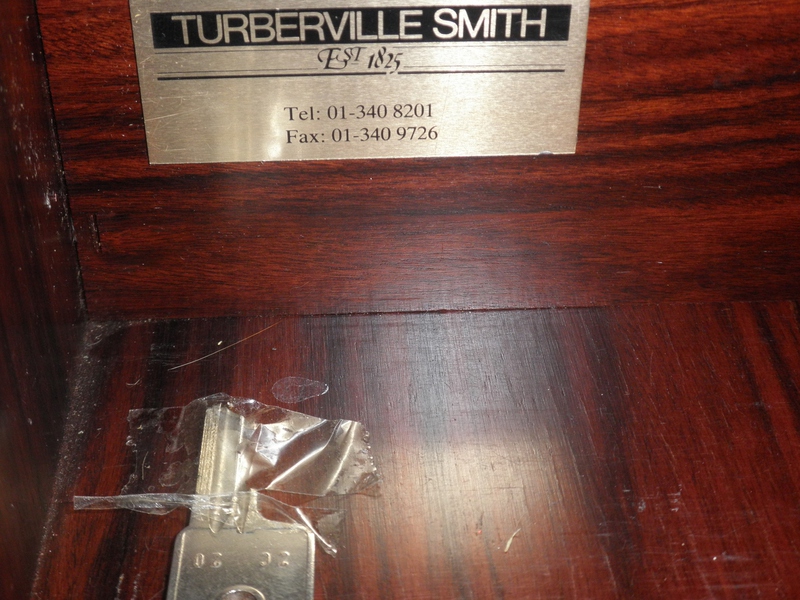 TURBERVILLE SMITH
EST 1825
Tel: 01-340 8201
Fax: 01-340 9726